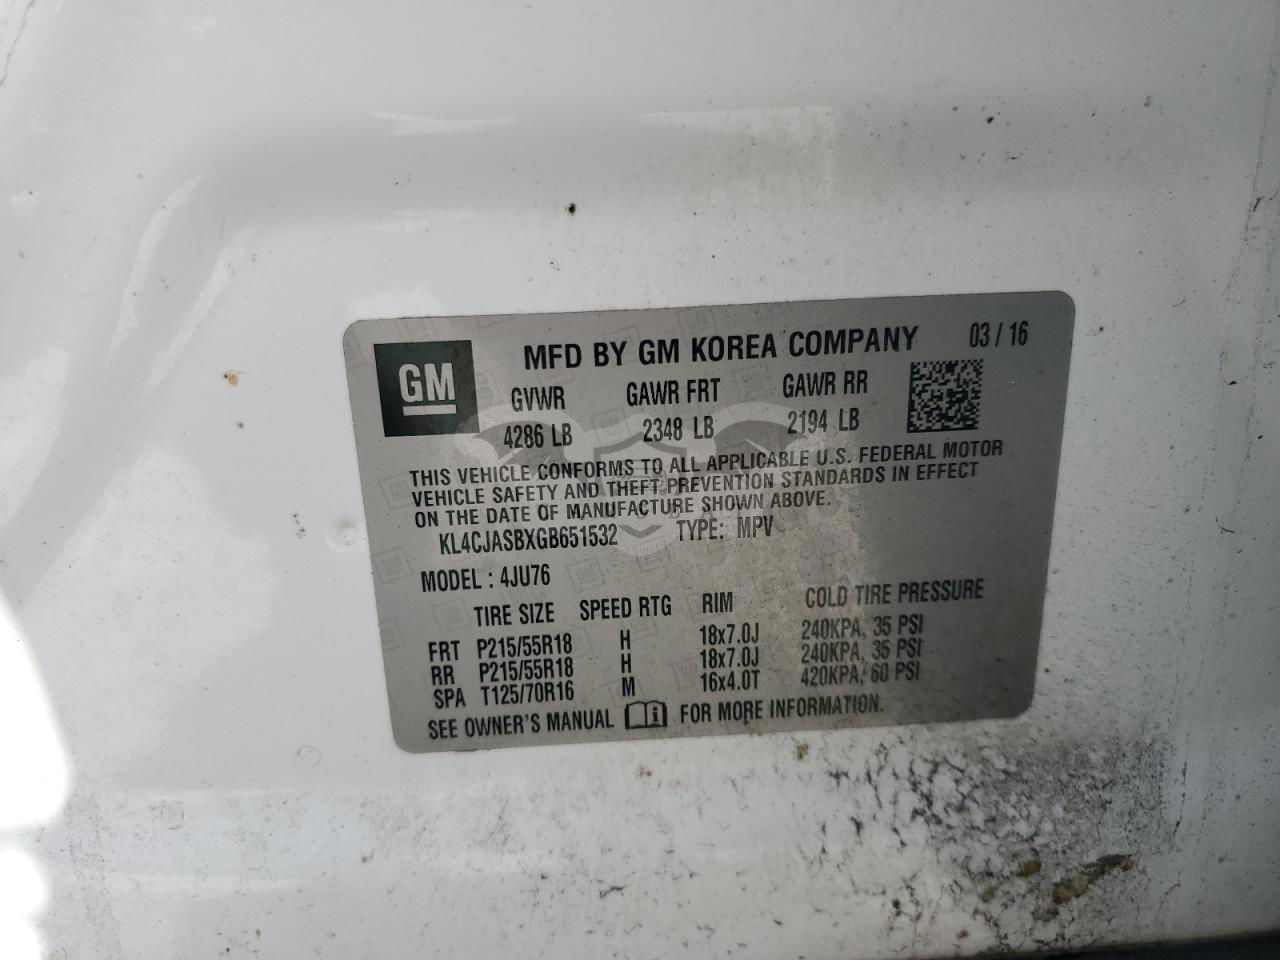 GM
MFD BY GM KOREA COMPANY 03 / 16
GVWR GAWR FRT GAWR RR
4286 LB 2348 LB 2194 LB
THIS VEHICLE CONFORMS TO ALL APPLICABLE U.S. FEDERAL MOTOR
VEHICLE SAFETY AND THEFT PREVENTION STANDARDS IN EFFECT
ON THE DATE OF MANUFACTURE SHOWN ABOVE.
KL4CJASBXGB651532 TYPE: MPV
MODEL : 4JU76
TIRE SIZE SPEED RTG RIM COLD TIRE PRESSURE
FRT P215/55R18 H 18x7.0J 240KPA, 35 PSI
RR P215/55R18 H 18x7.0J 240KPA, 35 PSI
SPA T125/70R16 M 16x4.0T 420KPA, 60 PSI
SEE OWNER'S MANUAL FOR MORE INFORMATION.